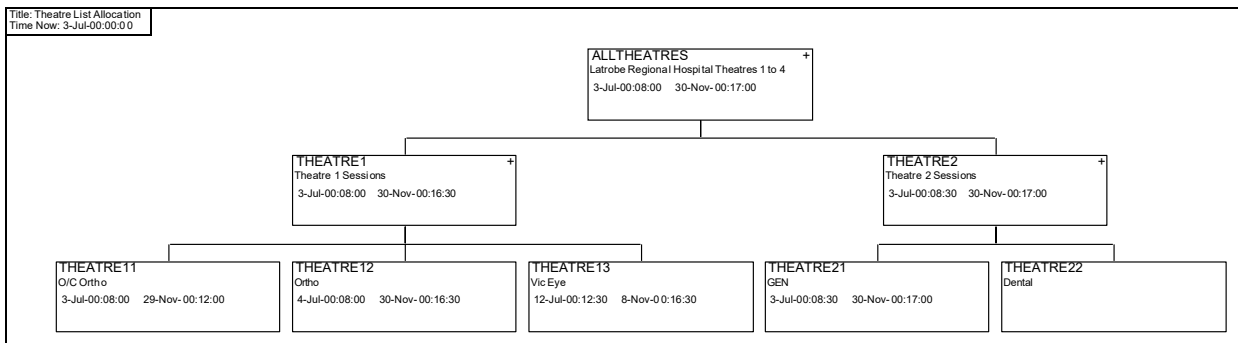 Title: Theatre List Allocation
Time Now: 3-Jul-00:00:00
ALLTHEATRES +
Latrobe Regional Hospital Theatres 1 to 4
3-Jul-00:08:00 30-Nov-00:17:00
THEATRE1 +
Theatre 1 Sessions
3-Jul-00:08:00 30-Nov-00:16:30
THEATRE2 +
Theatre 2 Sessions
3-Jul-00:08:30 30-Nov-00:17:00
THEATRE11
O/C Ortho
3-Jul-00:08:00 29-Nov-00:12:00
THEATRE12
Ortho
4-Jul-00:08:00 30-Nov-00:16:30
THEATRE13
Vic Eye
12-Jul-00:12:30 8-Nov-00:16:30
THEATRE21
GEN
3-Jul-00:08:30 30-Nov-00:17:00
THEATRE22
Dental